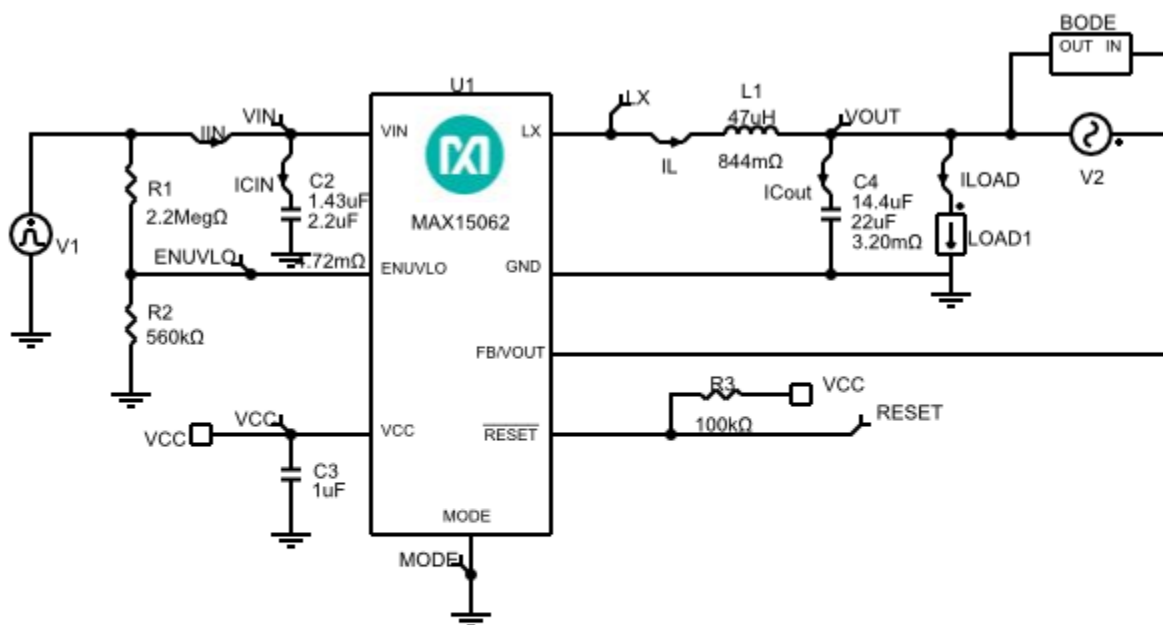 BODE
OUT IN
U1
VIN
IIN
VIN
LX
LX
L1
47uH
844mΩ
IL
VOUT
V2
R1
2.2MegΩ
ICIN
C2
1.43uF
2.2uF
MAX15062
ICout
C4
14.4uF
22uF
3.20mΩ
ILOAD
LOAD1
V1
ENUVLO
ENUVLO
GND
R2
560kΩ
FB/VOUT
R3
100kΩ
VCC
RESET
VCC
VCC
VCC
RESET
C3
1uF
MODE
MODE